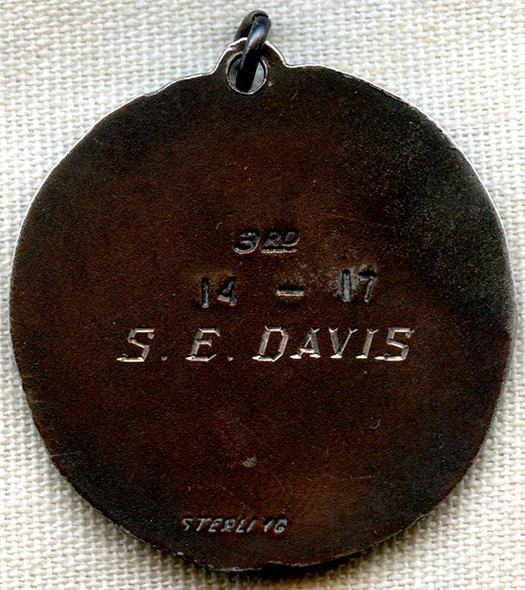 3RD
14 - 17
S. E. DAVIS
STERLING